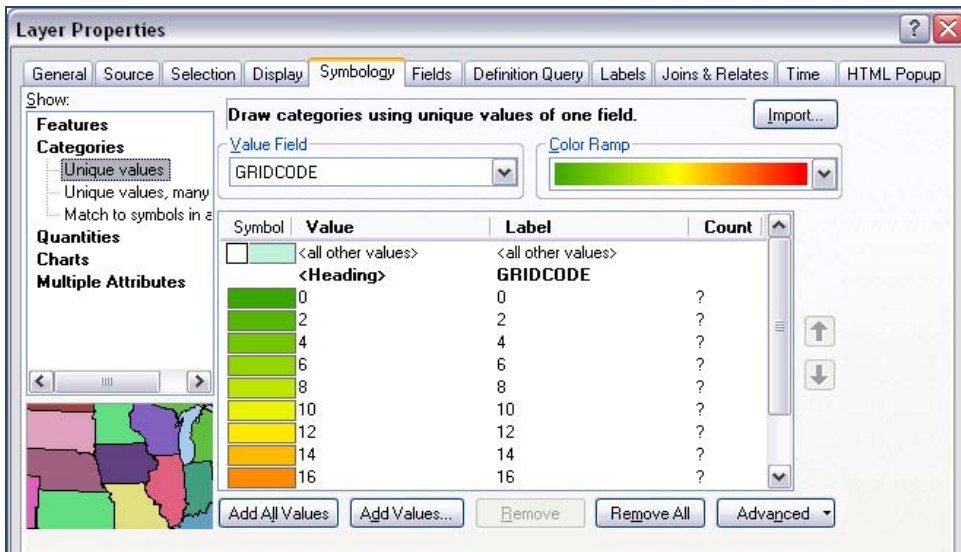 Layer Properties
General Source Selection Display Symbology Fields Definition Query Labels Joins & Relates Time HTML Popup
Show:
Features
Categories
Unique values
Unique values, many
Match to symbols in a
Quantities
Charts
Multiple Attributes
Draw categories using unique values of one field.
Import...
Value Field
GRIDCODE
Color Ramp
Symbol Value Label Count
<all other values> <all other values>
<Heading> GRIDCODE
0 0 ?
2 2 ?
4 4 ?
6 6 ?
8 8 ?
10 10 ?
12 12 ?
14 14 ?
16 16 ?
Add All Values Add Values... Remove Remove All Advanced